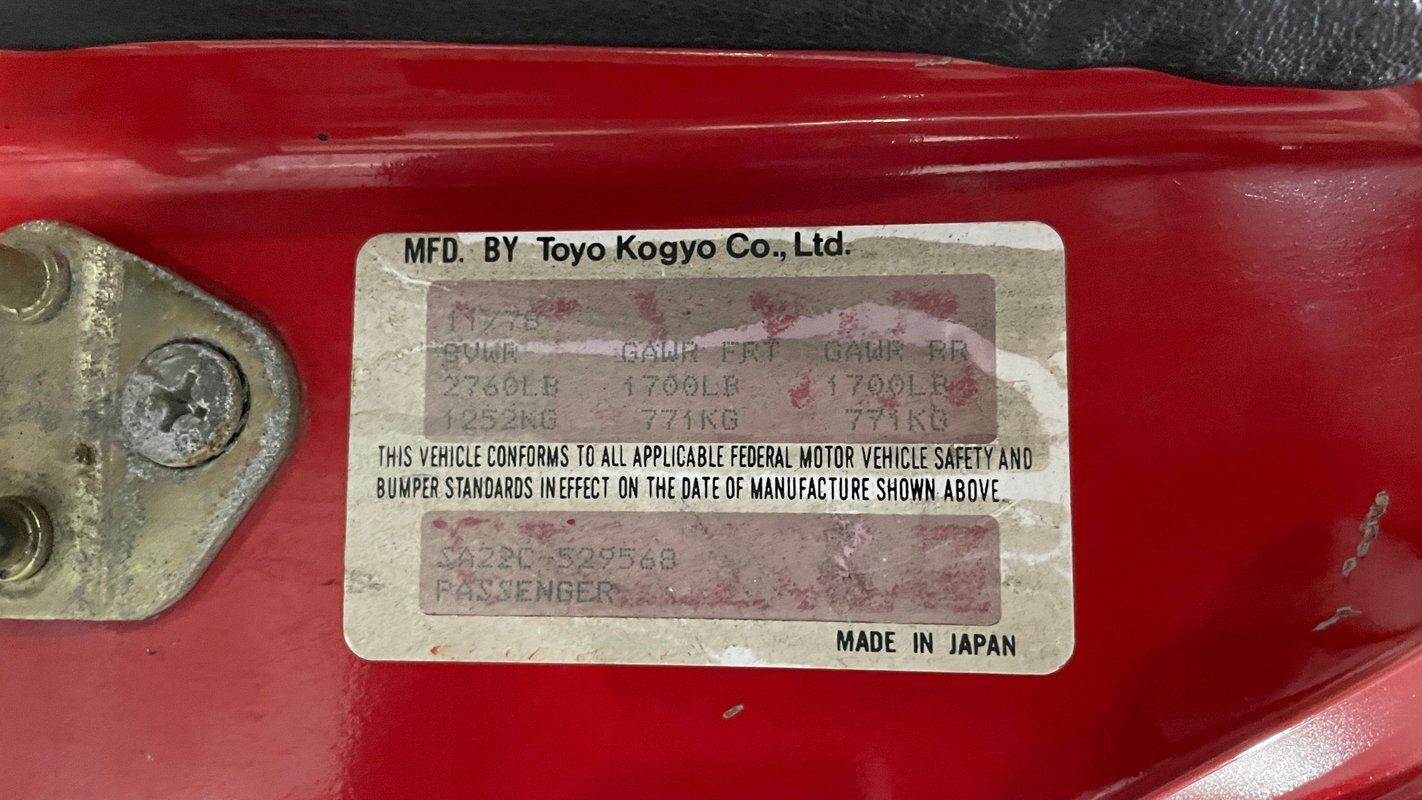 MFD. BY Toyo Kogyo Co., Ltd.
11/78
GVWR GAWR FRT GAWR RR
2760LB 1700LB 1700LB
1252KG 771KG 771KG
THIS VEHICLE CONFORMS TO ALL APPLICABLE FEDERAL MOTOR VEHICLE SAFETY AND
BUMPER STANDARDS IN EFFECT ON THE DATE OF MANUFACTURE SHOWN ABOVE.
SA22C-529568
PASSENGER
MADE IN JAPAN